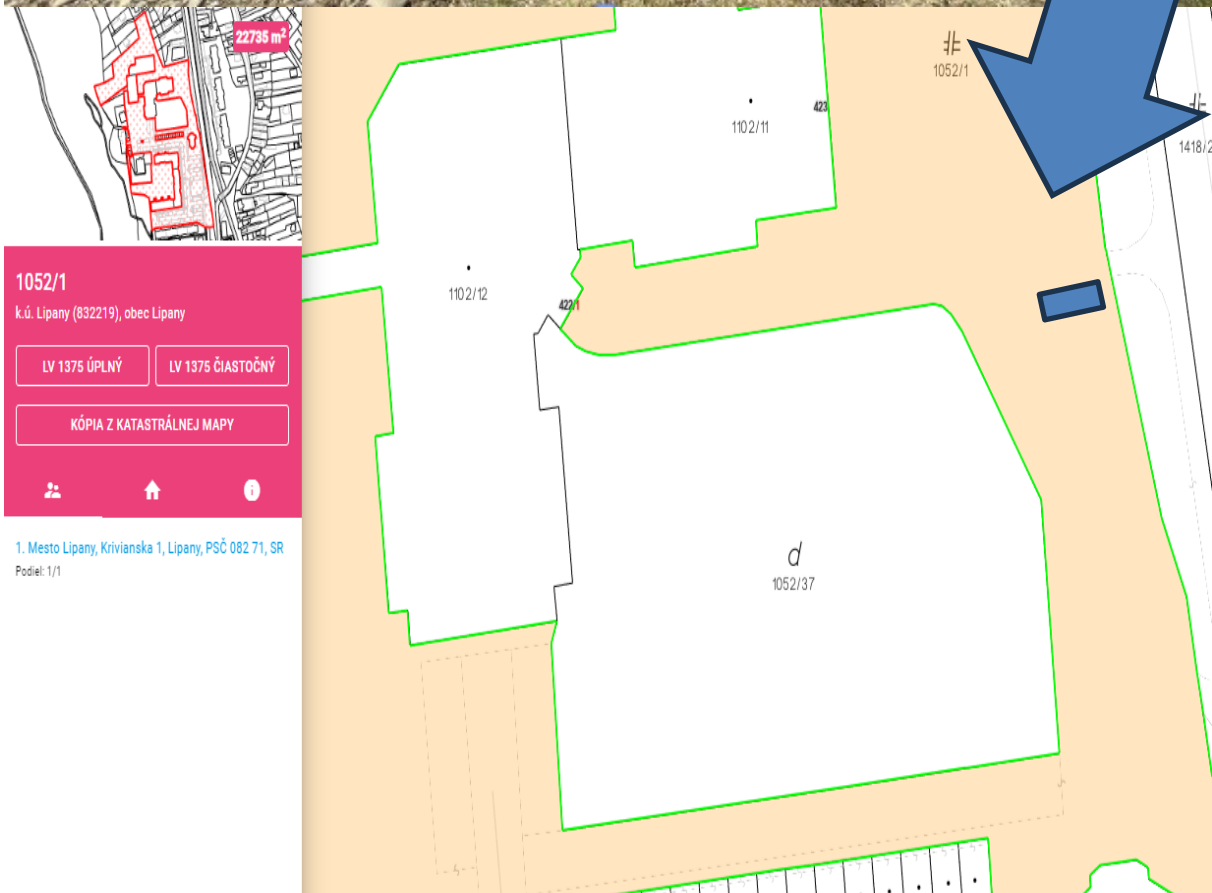 22735 m²
1052/1
k.ú. Lipany (832219), obec Lipany
LV 1375 ÚPLNÝ
LV 1375 ČIASTOČNÝ
KÓPIA Z KATASTRÁLNEJ MAPY
1. Mesto Lipany, Krivianska 1, Lipany, PSČ 082 71, SR
Podiel: 1/1
1052/1
1102/11
423
1418/2
1102/12
422/1
d
1052/37